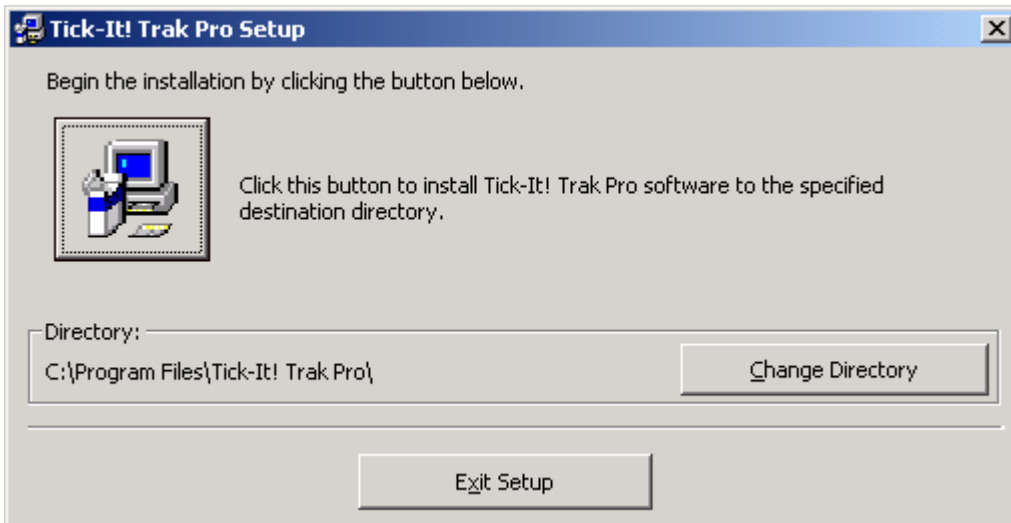 Tick-It! Trak Pro Setup
Begin the installation by clicking the button below.
Click this button to install Tick-It! Trak Pro software to the specified
destination directory.
Directory:
C:\Program Files\Tick-It! Trak Pro\
Change Directory
Exit Setup